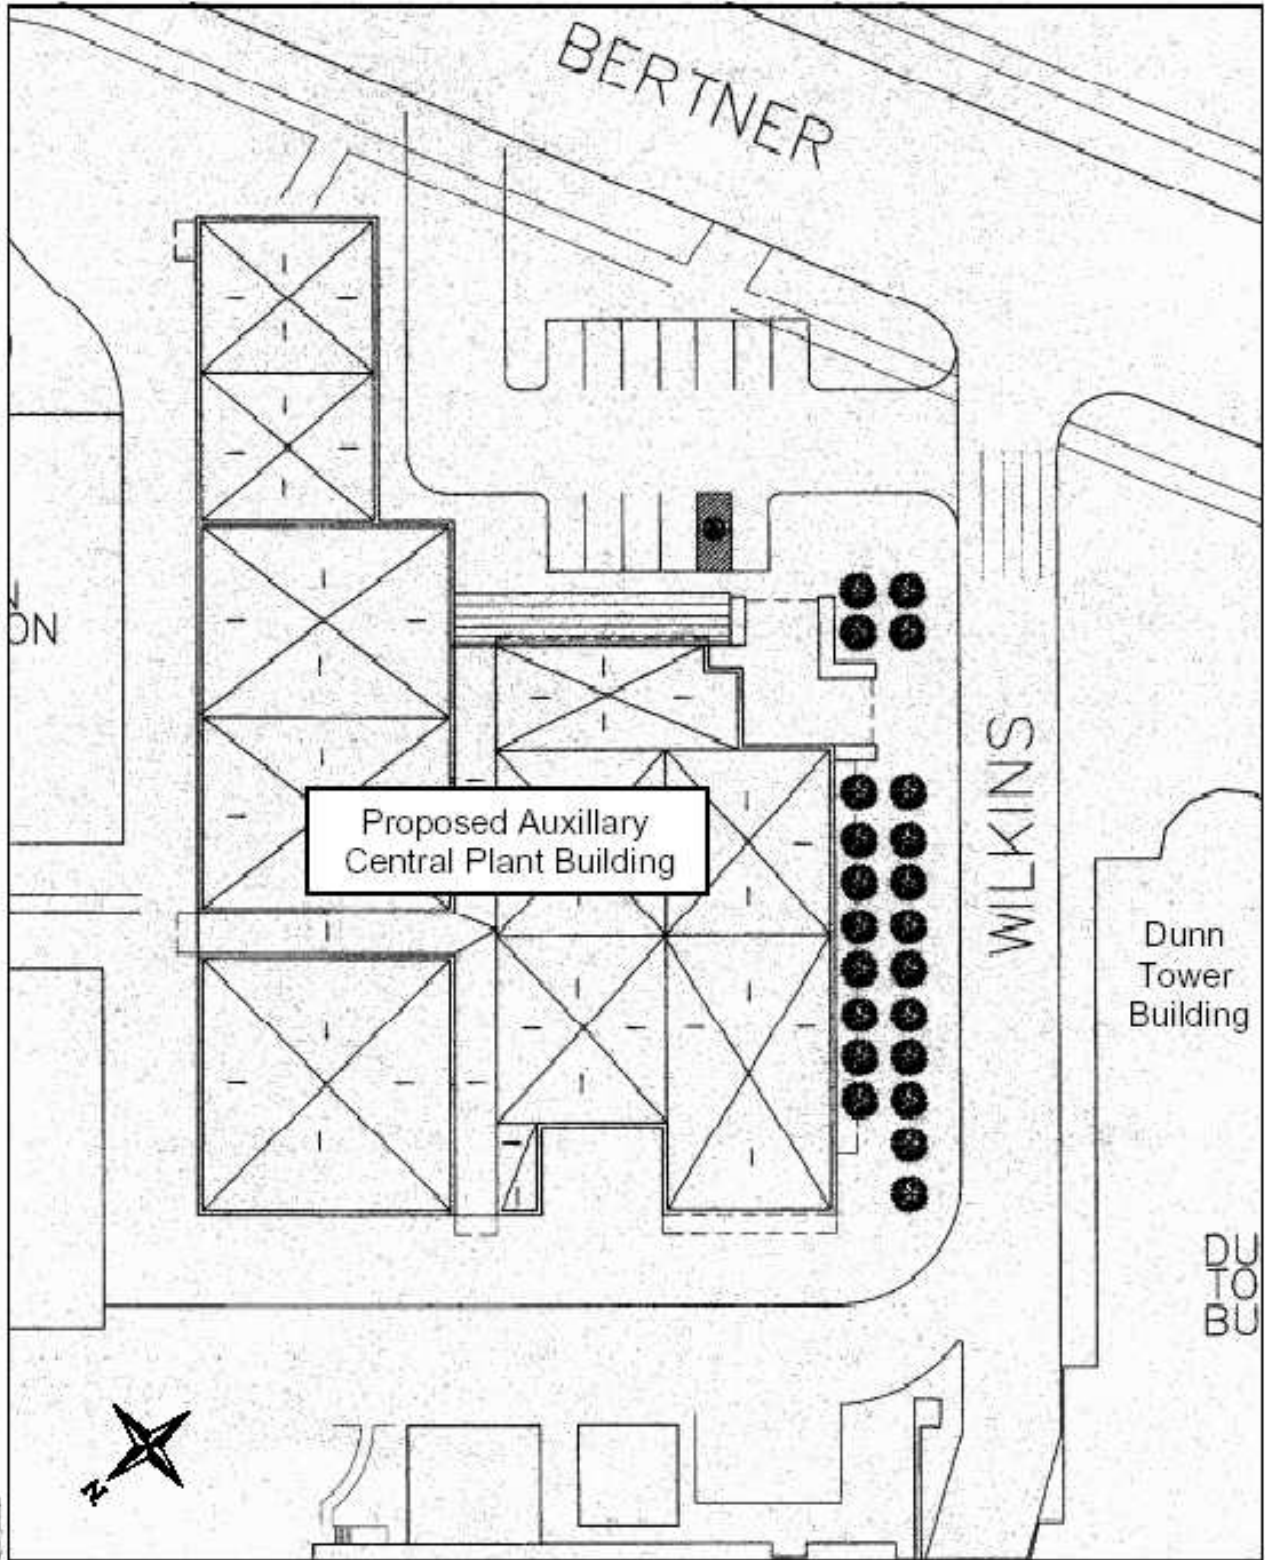 BERTNER
N
ON
Proposed Auxillary
Central Plant Building
WILKINS
Dunn
Tower
Building
DU
TO
BU
N